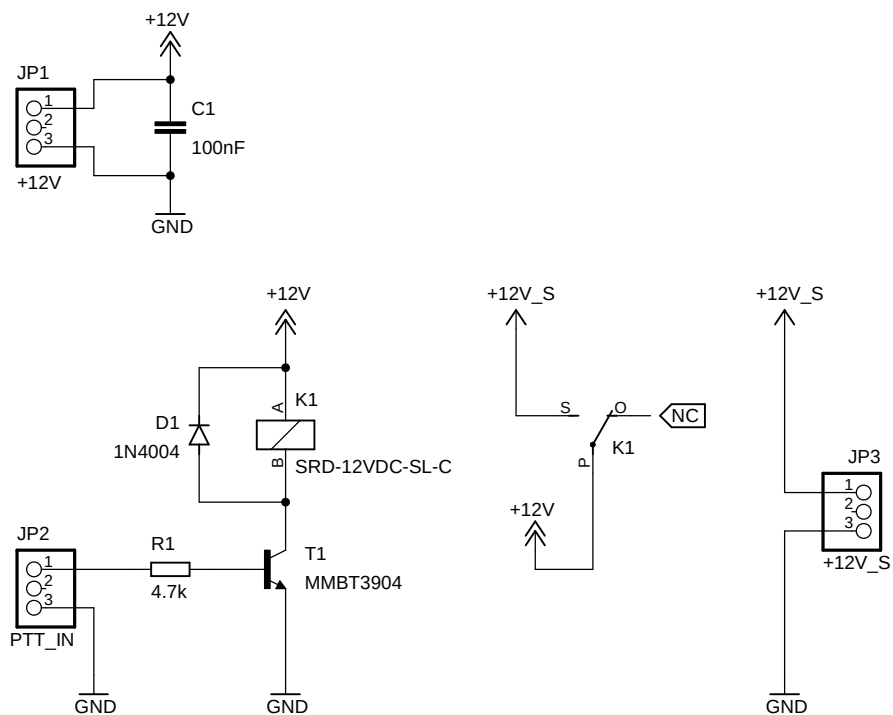 +12V
JP1
1
2
3
C1
100nF
+12V
GND
+12V
+12V_S
+12V_S
A
K1
D1
1N4004
B
SRD-12VDC-SL-C
S
O
NC
P
K1
JP3
1
2
3
+12V_S
+12V
JP2
1
2
3
PTT_IN
R1
4.7k
T1
MMBT3904
GND
GND
GND